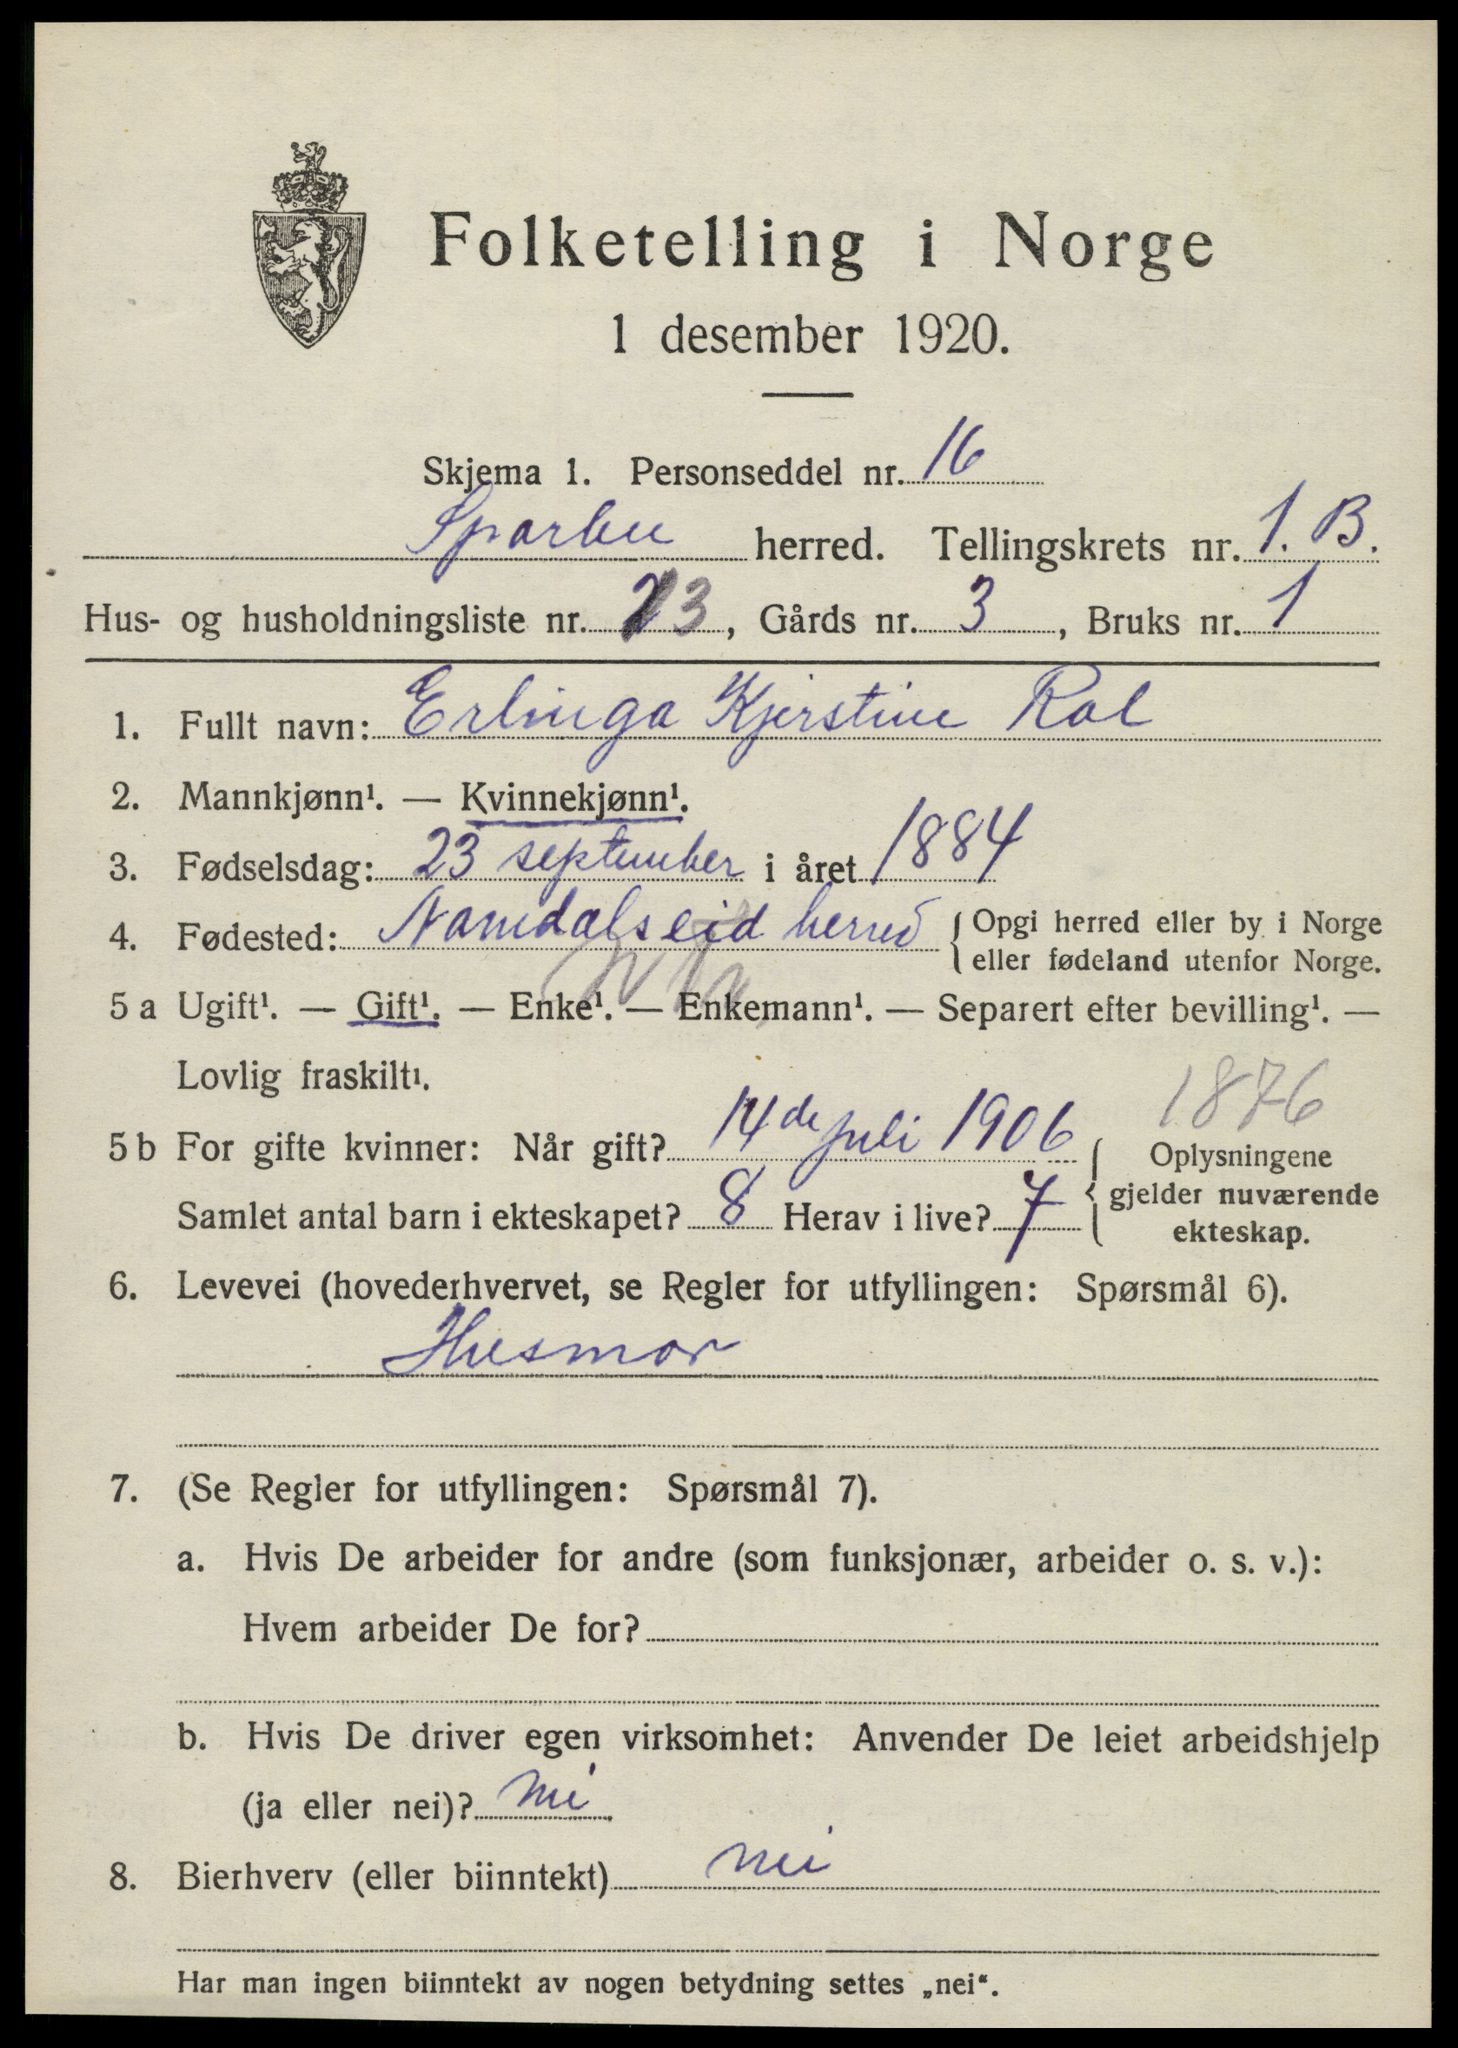 Folketelling i Norge
1 desember 1920.
Skjema 1. Personseddel nr. 16
Sparbu herred. Tellingskrets nr. 1. B.
Hus- og husholdningsliste nr. 23, Gårds nr. 3, Bruks nr. 1
1. Fullt navn: Erlinga Kjerstine Rol
2. Mannkjønn¹. — Kvinnekjønn¹.
3. Fødselsdag: 23 september i året 1884
4. Fødested: Namdalseid herred { Opgi herred eller by i Norge
eller fødeland utenfor Norge.
5 a Ugift¹. — Gift¹. — Enke¹. — Enkemann¹. — Separert efter bevilling¹. —
Lovlig fraskilt¹.
1876
5 b For gifte kvinner: Når gift? 14de juli 1906 { Oplysningene
gjelder nuværende
ekteskap.
Samlet antal barn i ekteskapet? 8 Herav i live? 7
6. Levevei (hovederhvervet, se Regler for utfyllingen: Spørsmål 6).
Husmor
7. (Se Regler for utfyllingen: Spørsmål 7).
a. Hvis De arbeider for andre (som funksjonær, arbeider o. s. v.):
Hvem arbeider De for?
b. Hvis De driver egen virksomhet: Anvender De leiet arbeidshjelp
(ja eller nei)? nei
8. Bierhverv (eller biinntekt) nei
Har man ingen biinntekt av nogen betydning settes „nei".